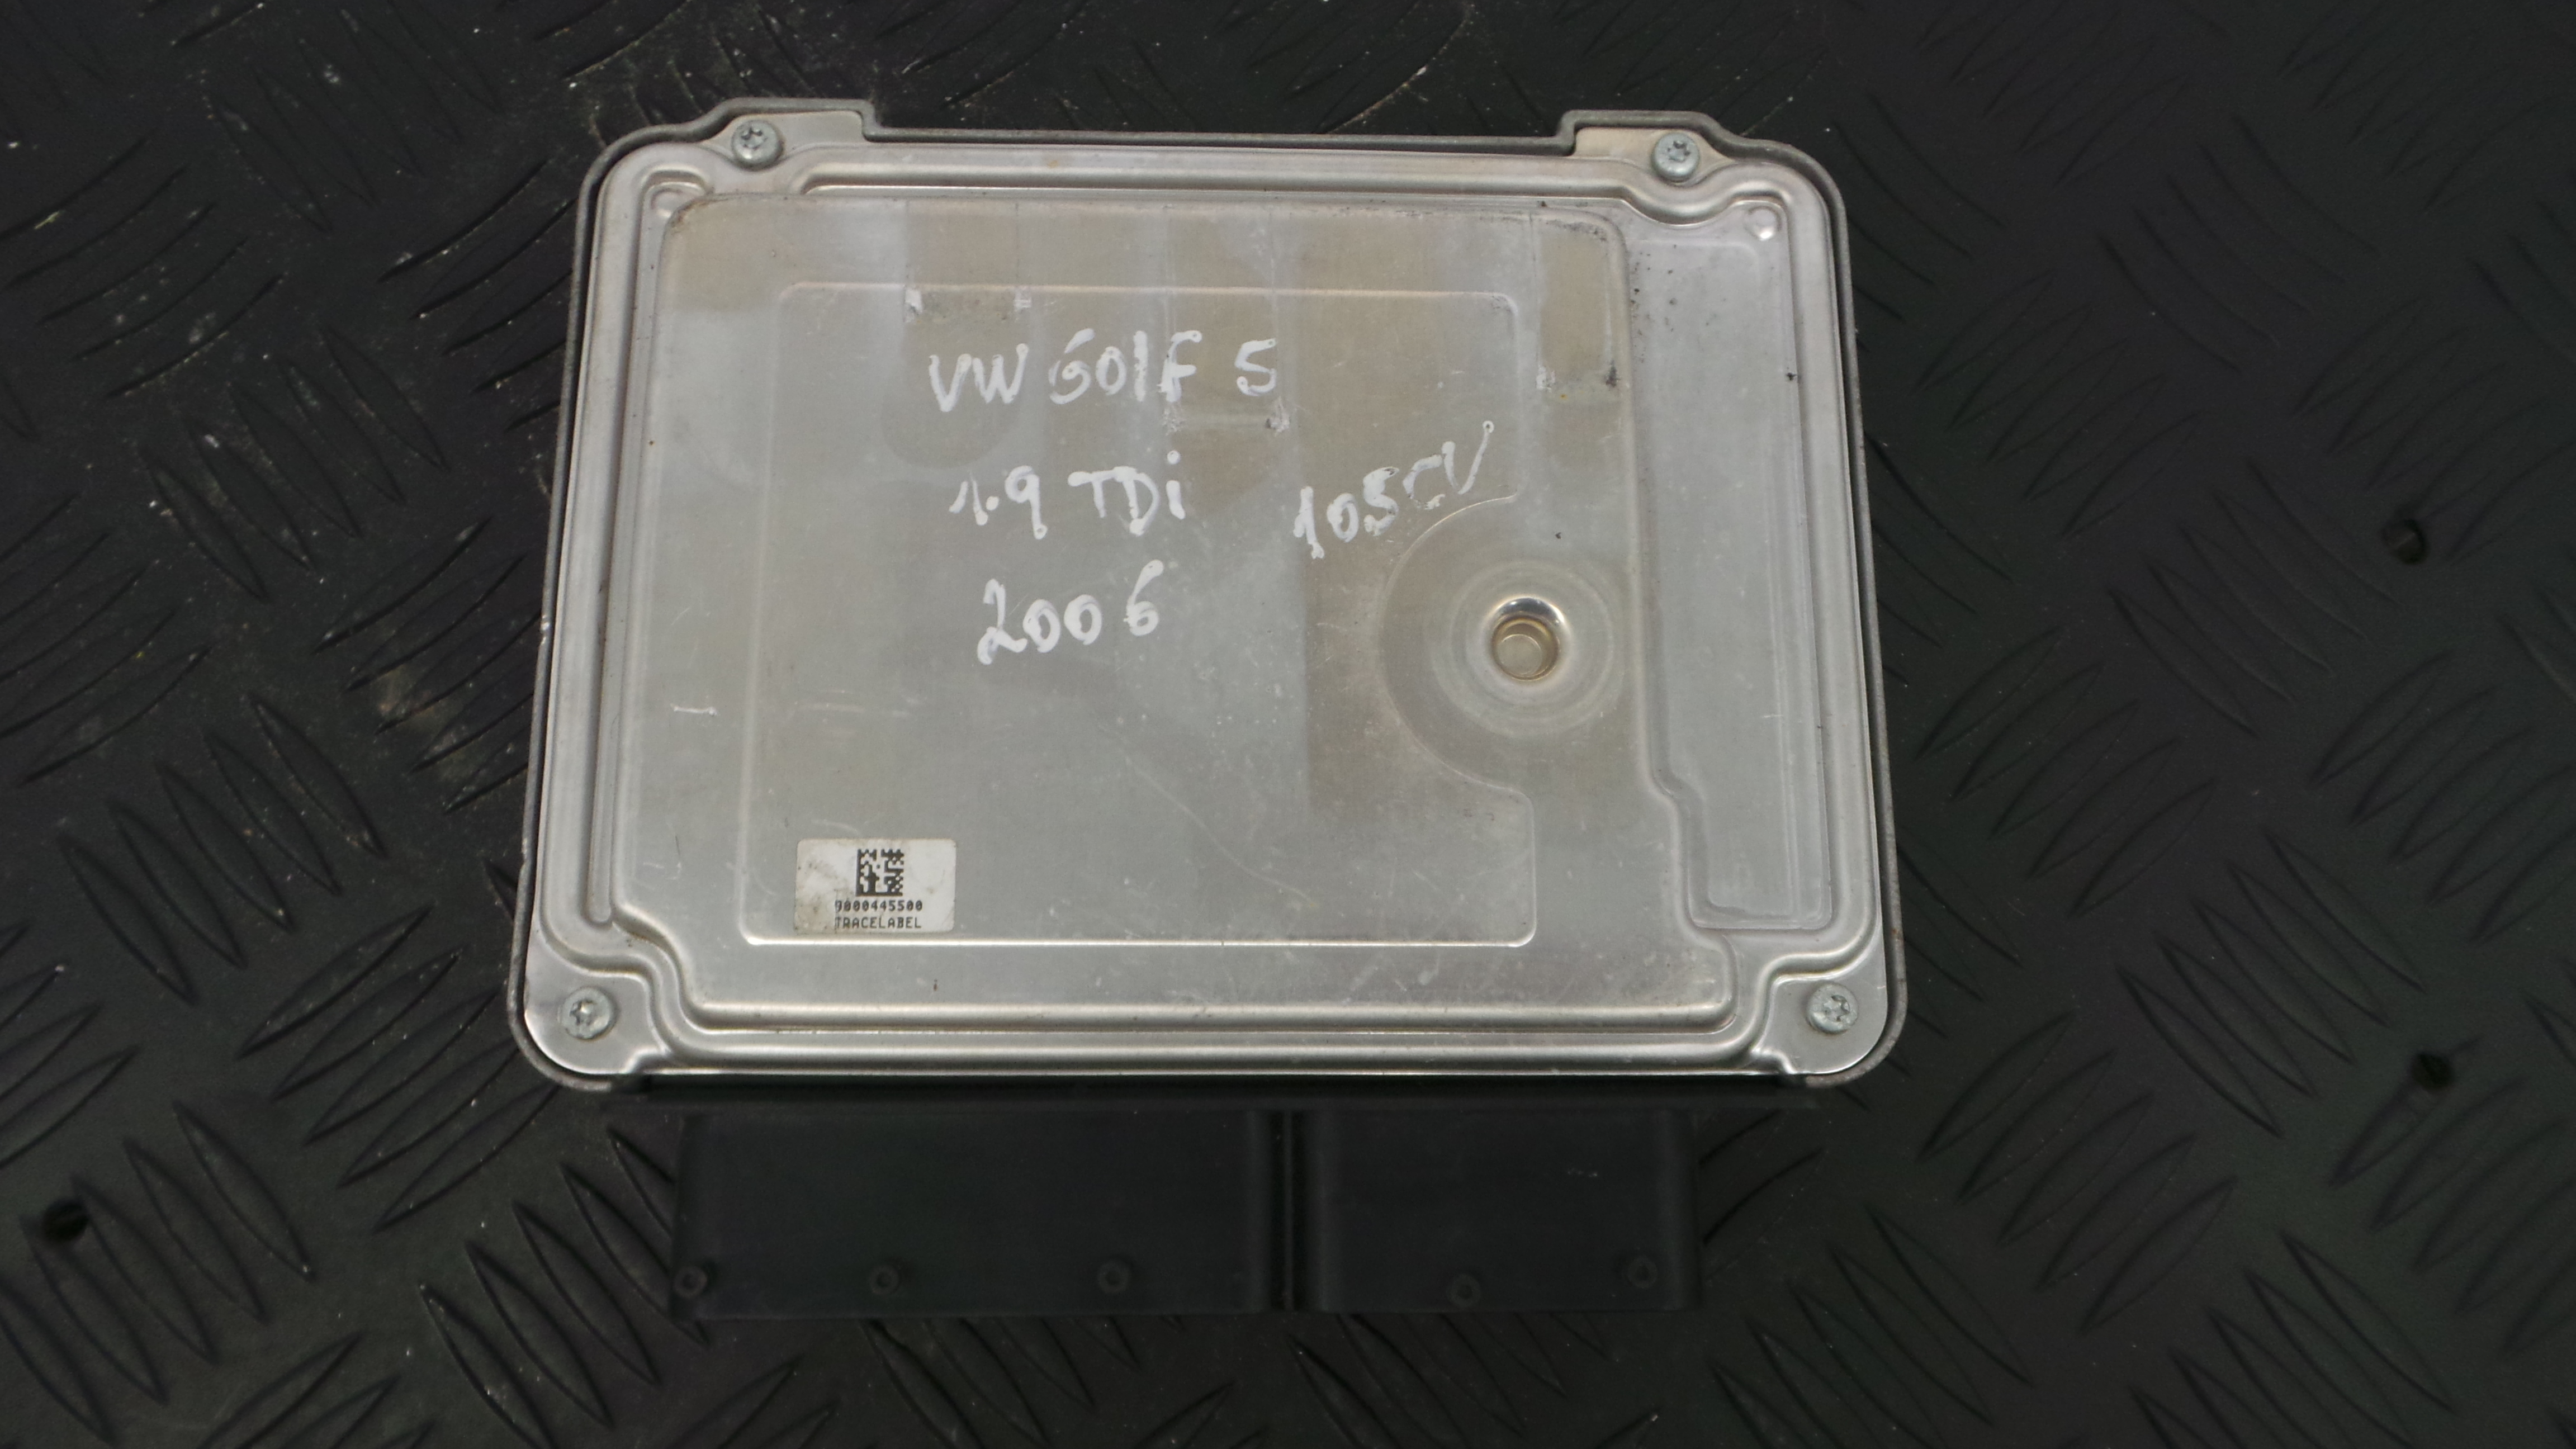 VW GOlF 5
1.9 TDi 105CV
2006
9000445500
TRACELABEL